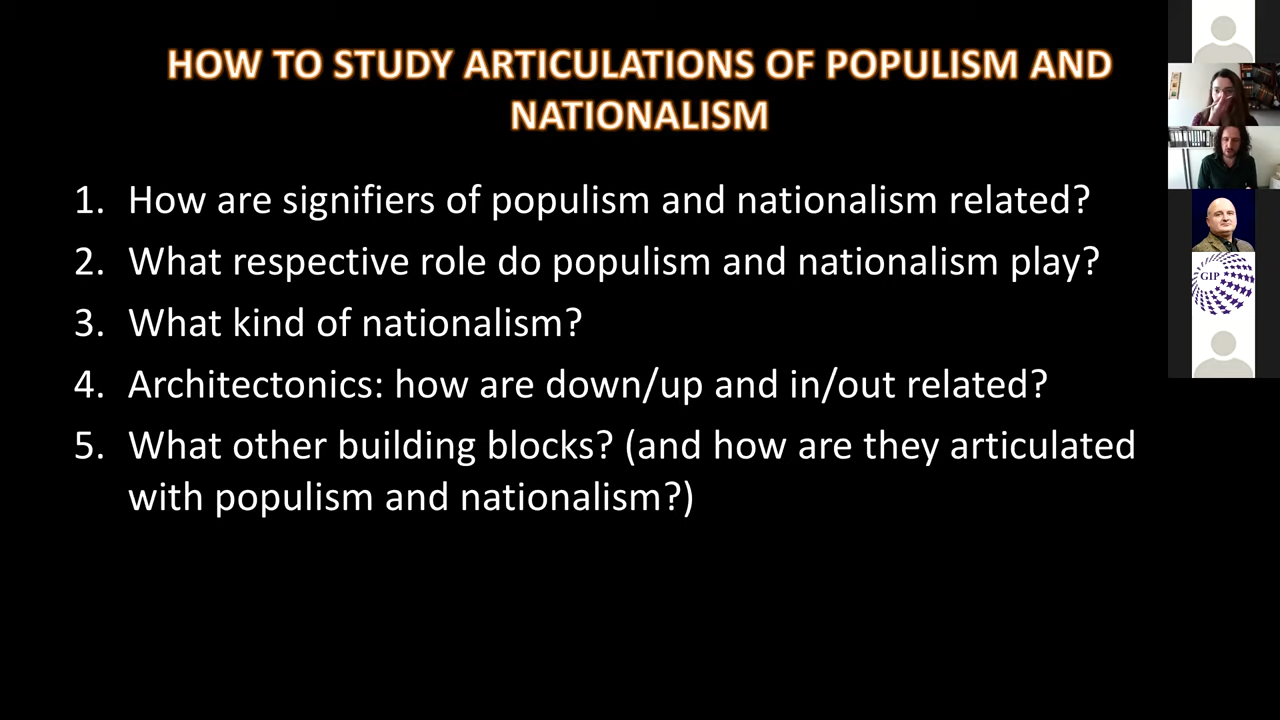 HOW TO STUDY ARTICULATIONS OF POPULISM AND
NATIONALISM
1. How are signifiers of populism and nationalism related?
2. What respective role do populism and nationalism play?
3. What kind of nationalism?
4. Architectonics: how are down/up and in/out related?
5. What other building blocks? (and how are they articulated
with populism and nationalism?)
GIP